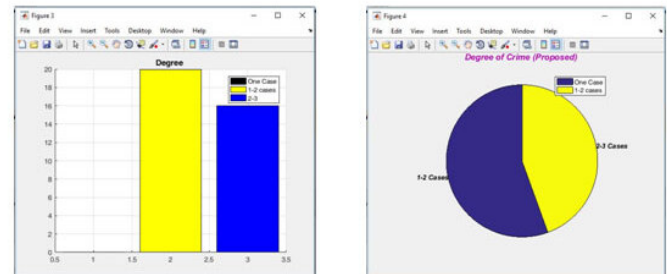 Figure 3
File Edit View Insert Tools Desktop Window Help
Degree
One Case
1-2 cases
2-3
20
18
16
14
12
10
8
6
4
2
0
0.5 1 1.5 2 2.5 3 3.5
Figure 4
File Edit View Insert Tools Desktop Window Help
Degree of Crime (Proposed)
One Case
1-2 cases
2-3 Cases
1-2 Cases